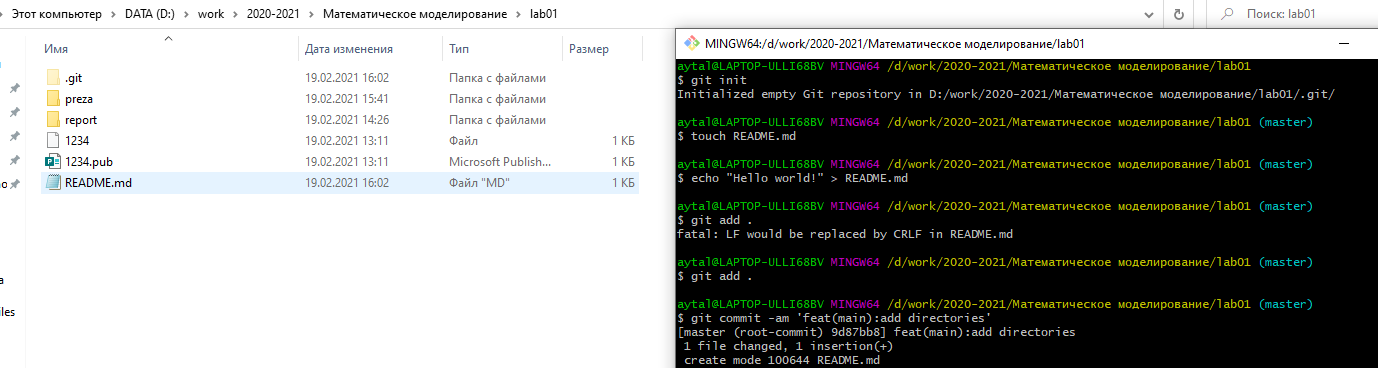 Этот компьютер > DATA (D:) > work > 2020-2021 > Математическое моделирование > lab01
Поиск: lab01
Имя Дата изменения Тип Размер
.git 19.02.2021 16:02 Папка с файлами
preza 19.02.2021 15:41 Папка с файлами
report 19.02.2021 14:26 Папка с файлами
1234 19.02.2021 13:11 Файл 1 КБ
1234.pub 19.02.2021 13:11 Microsoft Publish... 1 КБ
README.md 19.02.2021 16:02 Файл "MD" 1 КБ
MINGW64:/d/work/2020-2021/Математическое моделирование/lab01
aytal@LAPTOP-ULLI68BV MINGW64 /d/work/2020-2021/Математическое моделирование/lab01
$ git init
Initialized empty Git repository in D:/work/2020-2021/Математическое моделирование/lab01/.git/
aytal@LAPTOP-ULLI68BV MINGW64 /d/work/2020-2021/Математическое моделирование/lab01 (master)
$ touch README.md
aytal@LAPTOP-ULLI68BV MINGW64 /d/work/2020-2021/Математическое моделирование/lab01 (master)
$ echo "Hello world!" > README.md
aytal@LAPTOP-ULLI68BV MINGW64 /d/work/2020-2021/Математическое моделирование/lab01 (master)
$ git add .
fatal: LF would be replaced by CRLF in README.md
aytal@LAPTOP-ULLI68BV MINGW64 /d/work/2020-2021/Математическое моделирование/lab01 (master)
$ git add .
aytal@LAPTOP-ULLI68BV MINGW64 /d/work/2020-2021/Математическое моделирование/lab01 (master)
$ git commit -am 'feat(main):add directories'
[master (root-commit) 9d87bb8] feat(main):add directories
1 file changed, 1 insertion(+)
create mode 100644 README.md